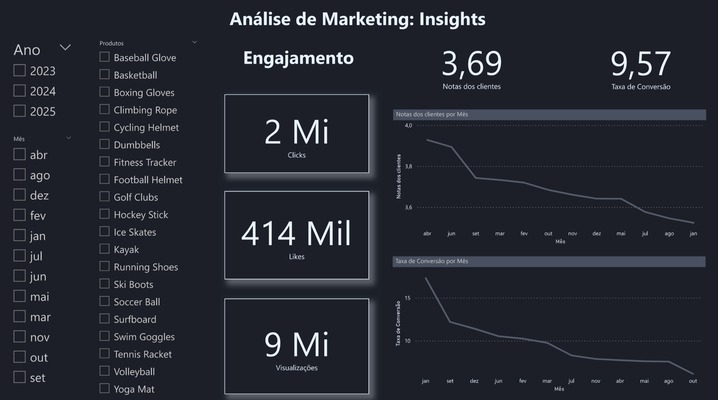 Análise de Marketing: Insights
Ano
2023
2024
2025
Mês
abr
ago
dez
fev
jan
jul
jun
mai
mar
nov
out
set
Produtos
Baseball Glove
Basketball
Boxing Gloves
Climbing Rope
Cycling Helmet
Dumbbells
Fitness Tracker
Football Helmet
Golf Clubs
Hockey Stick
Ice Skates
Kayak
Running Shoes
Ski Boots
Soccer Ball
Surfboard
Swim Goggles
Tennis Racket
Volleyball
Yoga Mat
Engajamento
2 Mi
Clicks
414 Mil
Likes
9 Mi
Visualizações
3,69
Notas dos clientes
9,57
Taxa de Conversão
Notas dos clientes por Mês
Notas dos clientes
4,0
3,8
3,6
abr jun set mar fev out nov dez mai jul ago jan
Mês
Taxa de Conversão por Mês
Taxa de Conversão
15
10
jan set dez jun fev mar jul nov abr mai ago out
Mês